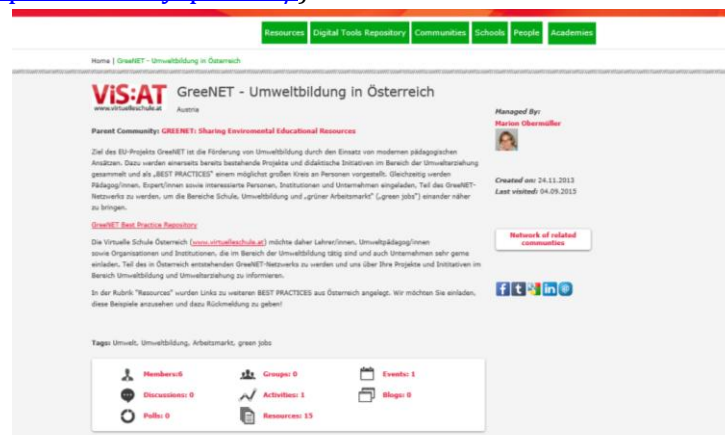 Resources Digital Tools Repository Communities Schools People Academies
Home | GreeNET - Umweltbildung in Österreich
ViS:AT
www.virtuelleschule.at
GreeNET - Umweltbildung in Österreich
Austria
Parent Community: GREENET: Sharing Enviromental Educational Resources
Ziel des EU-Projekts GreeNET ist die Förderung von Umweltbildung durch den Einsatz von modernen pädagogischen
Ansätzen. Dazu werden einerseits bereits bestehende Projekte und didaktische Initiativen im Bereich der Umwelterziehung
gesammelt und als „BEST PRACTICES" einem möglichst großen Kreis an Personen vorgestellt. Gleichzeitig werden
Pädagog/innen, Expert/innen sowie interessierte Personen, Institutionen und Unternehmen eingeladen, Teil des GreeNET-
Netzwerks zu werden, um die Bereiche Schule, Umweltbildung und „grüner Arbeitsmarkt" („green jobs") einander näher
zu bringen.
GreeNET Best Practice Repository
Die Virtuelle Schule Österreich (www.virtuelleschule.at) möchte daher Lehrer/innen, Umweltpädagog/innen
sowie Organisationen und Institutionen, die im Bereich der Umweltbildung tätig sind und auch Unternehmen sehr gerne
einladen, Teil des in Österreich entstehenden GreeNET-Netzwerks zu werden und uns über Ihre Projekte und Initiativen im
Bereich Umweltbildung und Umwelterziehung zu informieren.
In der Rubrik "Resources" wurden Links zu weiteren BEST PRACTICES aus Österreich angelegt. Wir möchten Sie einladen,
diese Beispiele anzusehen und dazu Rückmeldung zu geben!
Tags: Umwelt, Umweltbildung, Arbeitsmarkt, green jobs
Members:6 Groups: 0 Events: 1
Discussions: 0 Activities: 1 Blogs: 0
Polls: 0 Resources: 15
Managed By:
Marion Obermüller
Created on: 24.11.2013
Last visited: 04.09.2015
Network of related
communties